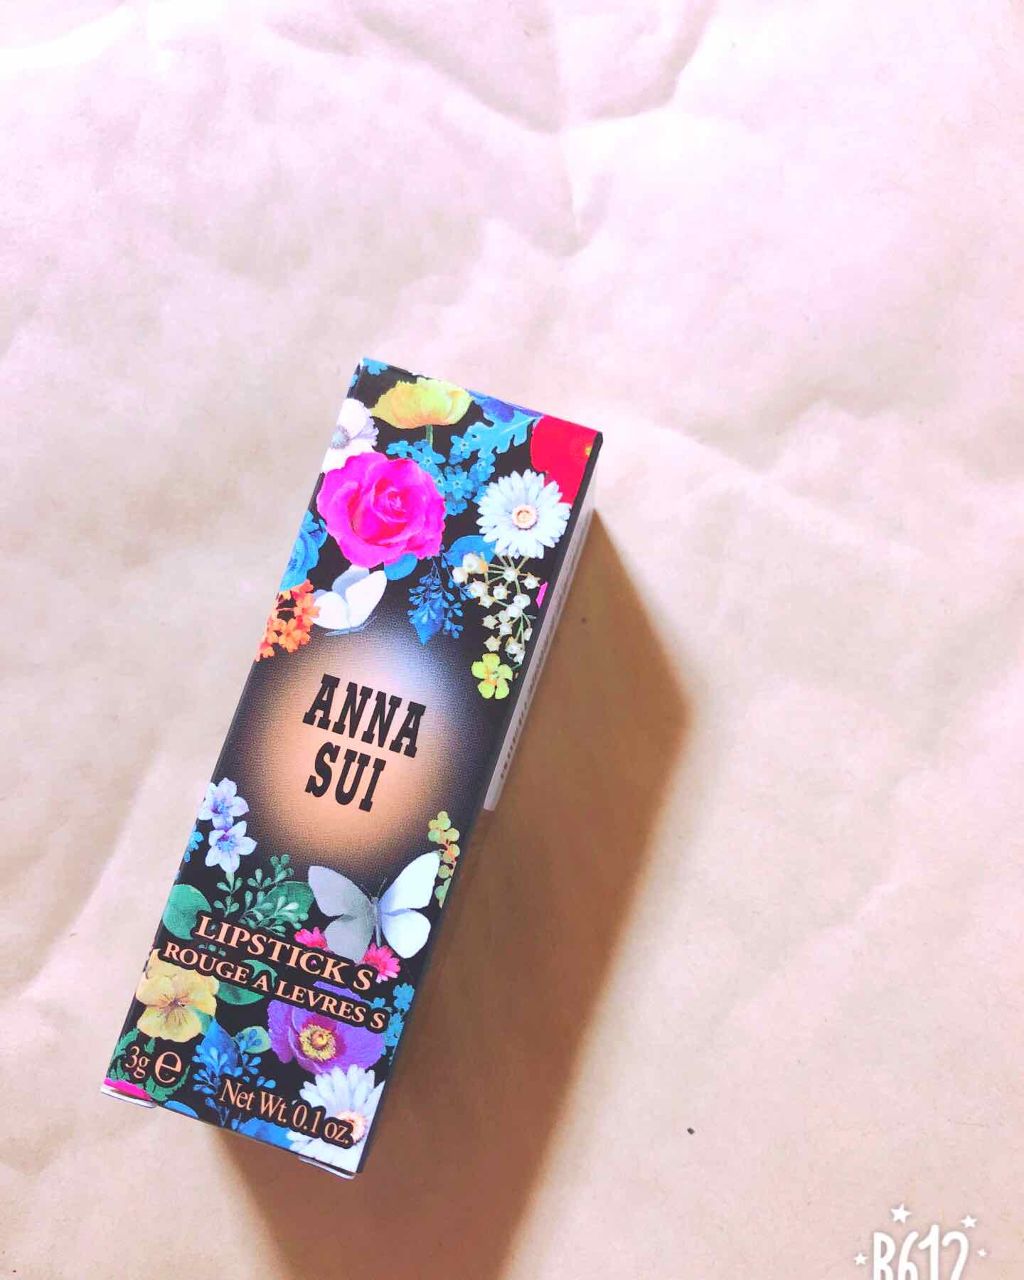 ANNA
SUI
LIPSTICK S
ROUGE A LEVRES S
3g ℮
Net Wt. 0.1 oz.
B612